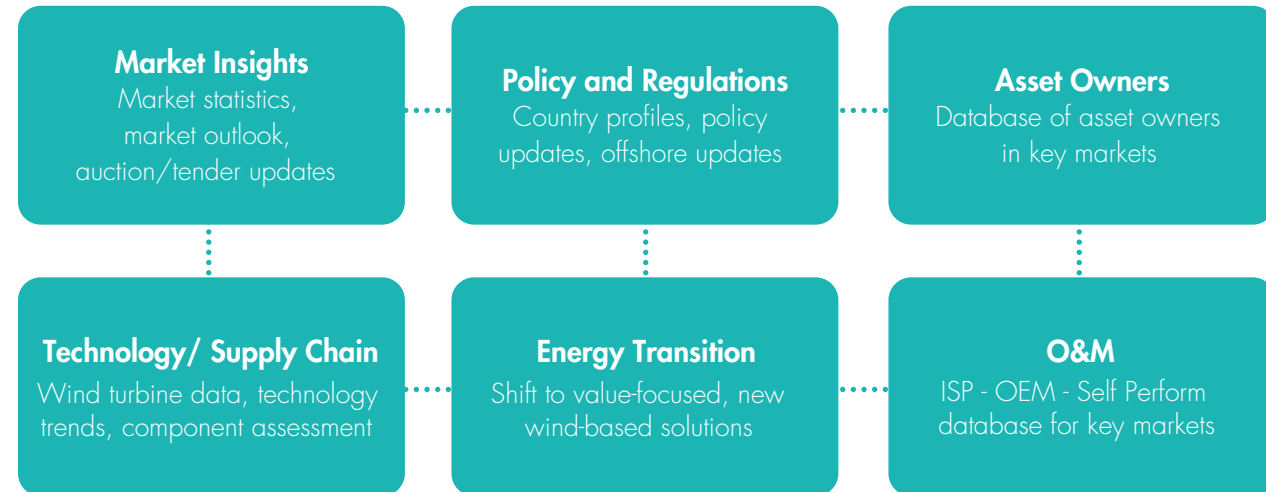 Market Insights
Market statistics,
market outlook,
auction/tender updates
Policy and Regulations
Country profiles, policy
updates, offshore updates
Asset Owners
Database of asset owners
in key markets
Technology/ Supply Chain
Wind turbine data, technology
trends, component assessment
Energy Transition
Shift to value-focused, new
wind-based solutions
O&M
ISP - OEM - Self Perform
database for key markets